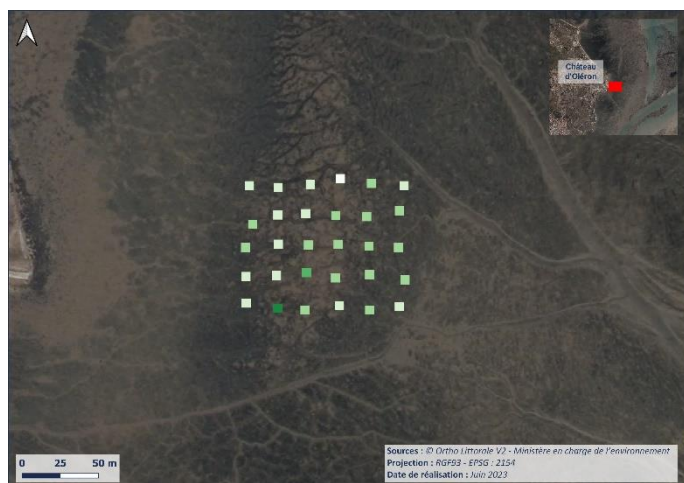 Château
d'Oléron
0 25 50 m
Sources : © Ortho Littorale V2 - Ministère en charge de l'environnement
Projection : RGF93 - EPSG : 2154
Date de réalisation : Juin 2023